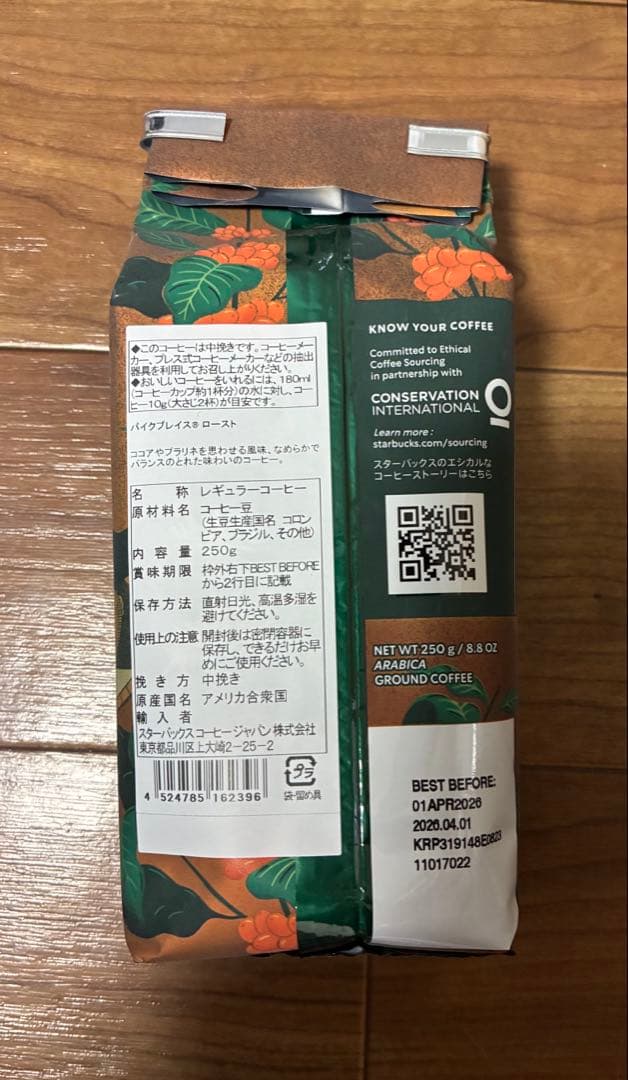 ◆このコーヒーは中挽きです。コーヒーメー
カー、プレス式コーヒーメーカーなどの抽出
器具を利用してお召し上がりください。
◆おいしいコーヒーをいれるには、180ml
(コーヒーカップ約1杯分)の水に対し、コー
ヒー10g(大さじ2杯)が目安です。
パイクプレイス® ロースト
ココアやプラリネを思わせる風味、なめらかで
バランスのとれた味わいのコーヒー。
名 称 レギュラーコーヒー
原材料名 コーヒー豆
(生豆生産国名 コロン
ビア、ブラジル、その他)
内 容 量 250g
賞味期限 枠外右下BEST BEFORE
から2行目に記載
保存方法 直射日光、高温多湿を
避けてください。
使用上の注意 開封後は密閉容器に
保存し、できるだけお早
めにご使用ください。
挽 き 方 中挽き
原産国名 アメリカ合衆国
輸 入 者
スターバックス コーヒー ジャパン 株式会社
東京都品川区上大崎2-25-2
4 524785 162396
プラ
袋・留め具
KNOW YOUR COFFEE
Committed to Ethical
Coffee Sourcing
in partnership with
CONSERVATION
INTERNATIONAL
Learn more :
starbucks.com/sourcing
スターバックスのエシカルな
コーヒーストーリーはこちら
NET WT 250 g / 8.8 OZ
ARABICA
GROUND COFFEE
BEST BEFORE:
01APR2026
2026.04.01
KRP319148E0823
11017022